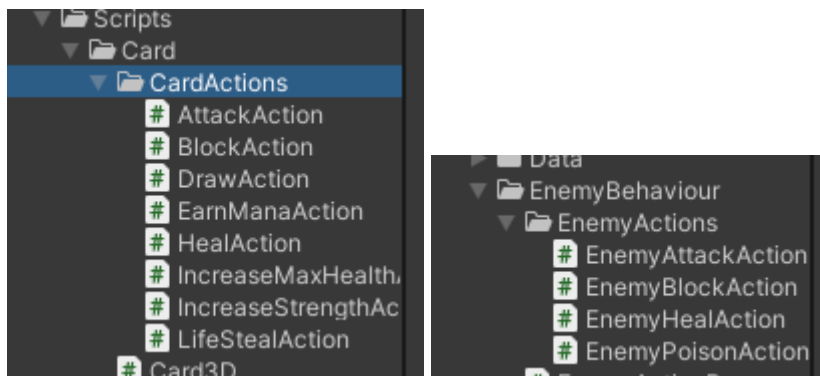 Scripts
Card
CardActions
# AttackAction
# BlockAction
# DrawAction
# EarnManaAction
# HealAction
# IncreaseMaxHealth
# IncreaseStrengthAc
# LifeStealAction
# Card3D
Data
EnemyBehaviour
EnemyActions
# EnemyAttackAction
# EnemyBlockAction
# EnemyHealAction
# EnemyPoisonAction